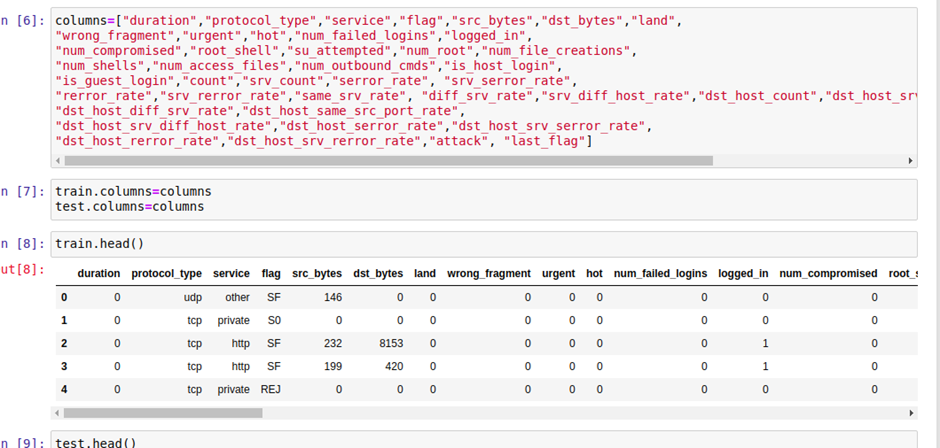 n [6]: columns=["duration","protocol_type","service","flag","src_bytes","dst_bytes","land",
"wrong_fragment","urgent","hot","num_failed_logins","logged_in",
"num_compromised","root_shell","su_attempted","num_root","num_file_creations",
"num_shells","num_access_files","num_outbound_cmds","is_host_login",
"is_guest_login","count","srv_count","serror_rate", "srv_serror_rate",
"rerror_rate","srv_rerror_rate","same_srv_rate", "diff_srv_rate","srv_diff_host_rate","dst_host_count","dst_host_srv
"dst_host_diff_srv_rate","dst_host_same_src_port_rate",
"dst_host_srv_diff_host_rate","dst_host_serror_rate","dst_host_srv_serror_rate",
"dst_host_rerror_rate","dst_host_srv_rerror_rate","attack", "last_flag"]
n [7]: train.columns=columns
test.columns=columns
n [8]: train.head()
ut[8]:
duration protocol_type service flag src_bytes dst_bytes land wrong_fragment urgent hot num_failed_logins logged_in num_compromised root_s
0 0 udp other SF 146 0 0 0 0 0 0 0 0
1 0 tcp private S0 0 0 0 0 0 0 0 0 0
2 0 tcp http SF 232 8153 0 0 0 0 0 1 0
3 0 tcp http SF 199 420 0 0 0 0 0 1 0
4 0 tcp private REJ 0 0 0 0 0 0 0 0 0
n [9]: test.head()